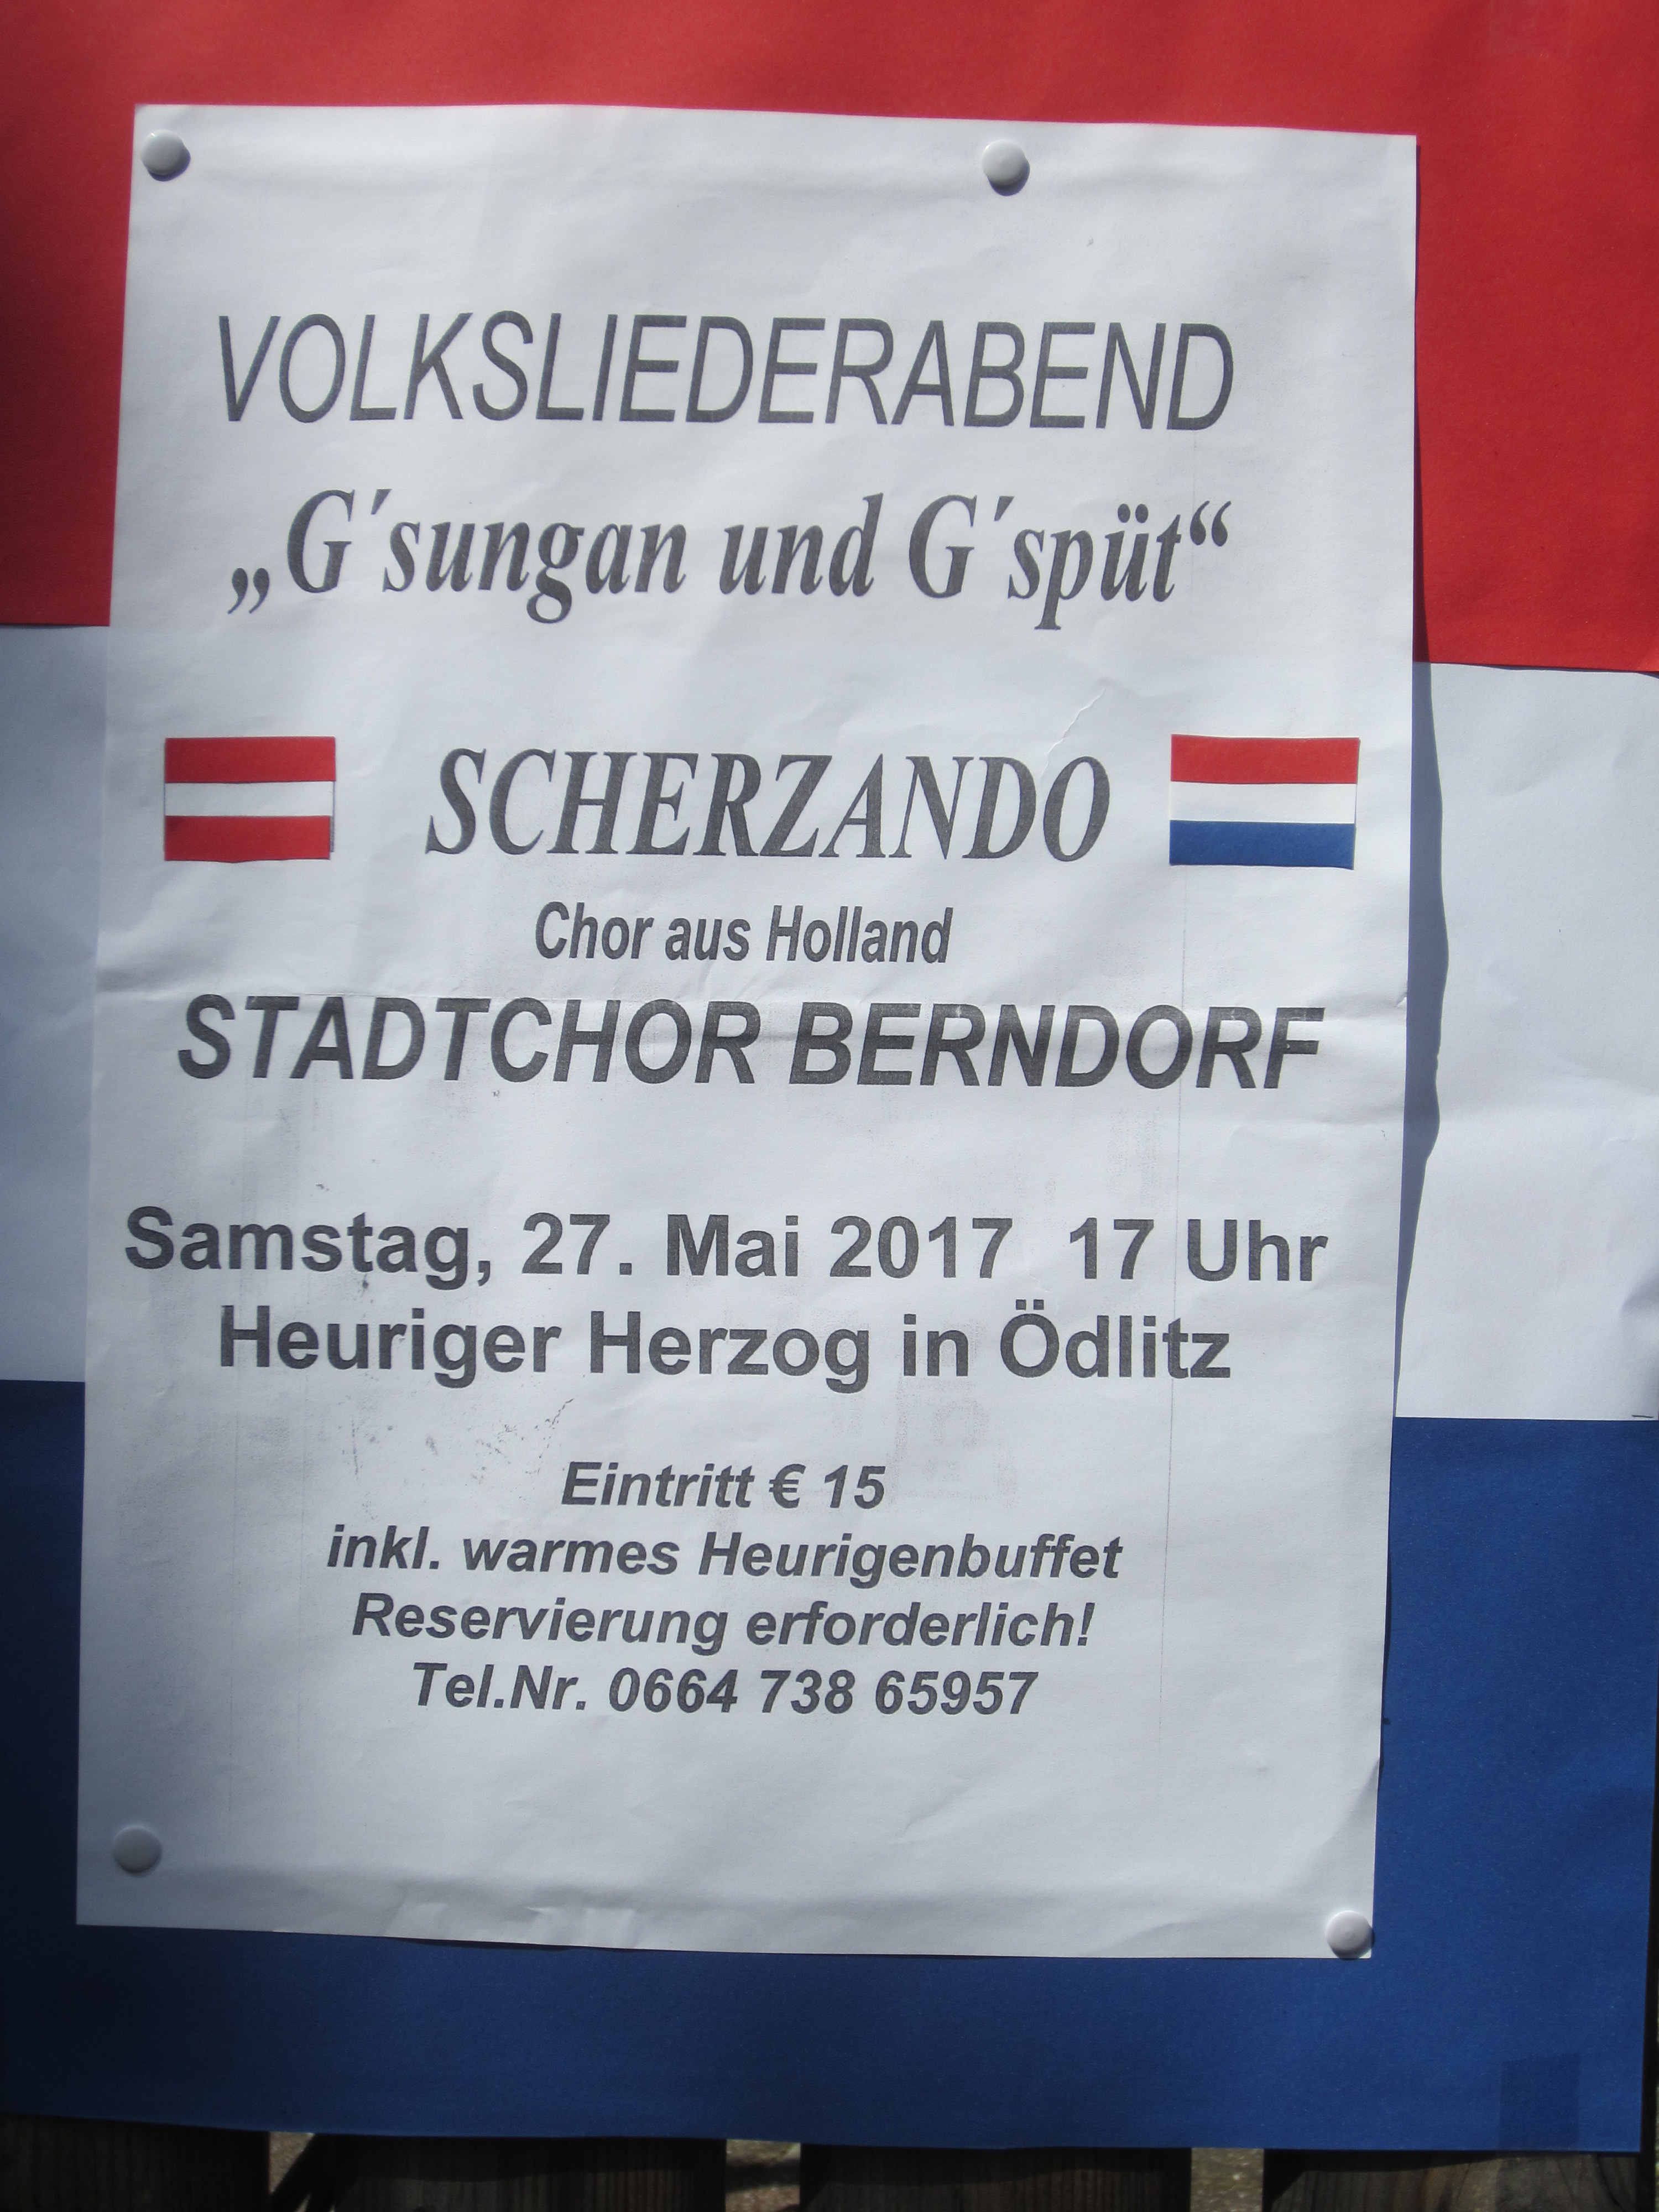 VOLKSLIEDERABEND
„G´sungan und G´spüt“
SCHERZANDO
Chor aus Holland
STADTCHOR BERNDORF
Samstag, 27. Mai 2017 17 Uhr
Heuriger Herzog in Ödlitz
Eintritt € 15
inkl. warmes Heurigenbuffet
Reservierung erforderlich!
Tel.Nr. 0664 738 65957